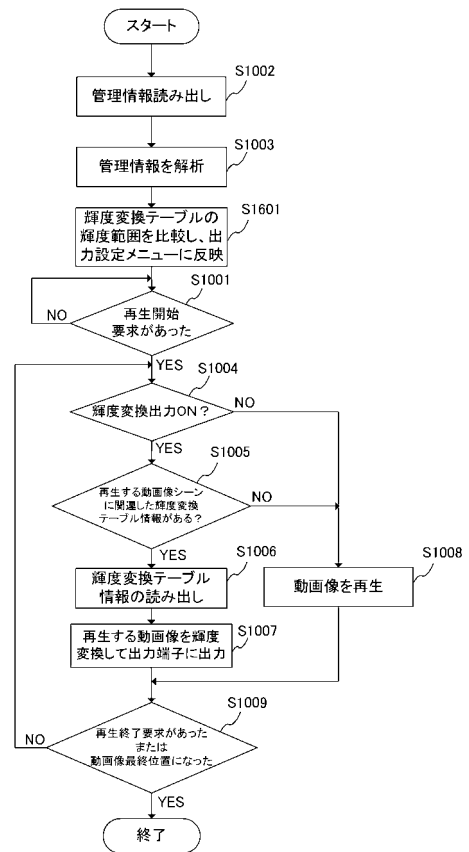 スタート
S1002
管理情報読み出し
S1003
管理情報を解析
S1601
輝度変換テーブルの
輝度範囲を比較し、出
力設定メニューに反映
S1001
再生開始
要求があった
NO
YES
S1004
輝度変換出力ON？
NO
YES
S1005
再生する動画像シーン
に関連した輝度変換
テーブル情報がある？
NO
YES
S1006
輝度変換テーブル
情報の読み出し
S1008
動画像を再生
S1007
再生する動画像を輝度
変換して出力端子に出力
S1009
再生終了要求があった
または
動画像最終位置になった
NO
YES
終了